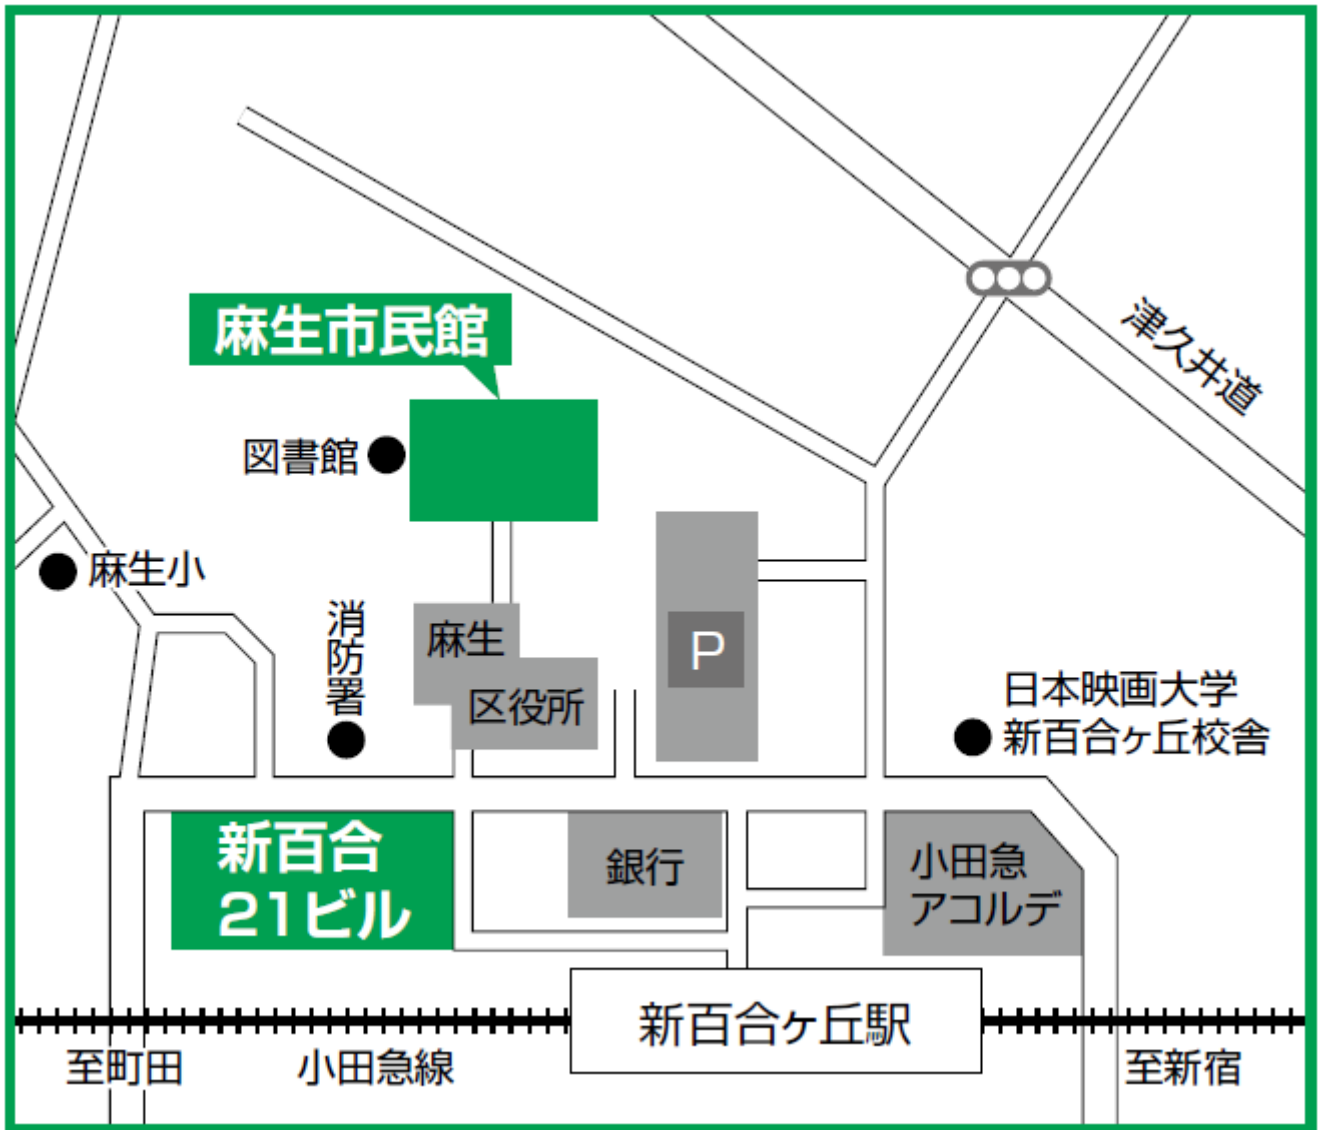 津久井道
麻生市民館
図書館
麻生小
消防署
麻生
区役所
P
日本映画大学
新百合ヶ丘校舎
新百合
21ビル
銀行
小田急
アコルデ
新百合ヶ丘駅
至町田
小田急線
至新宿